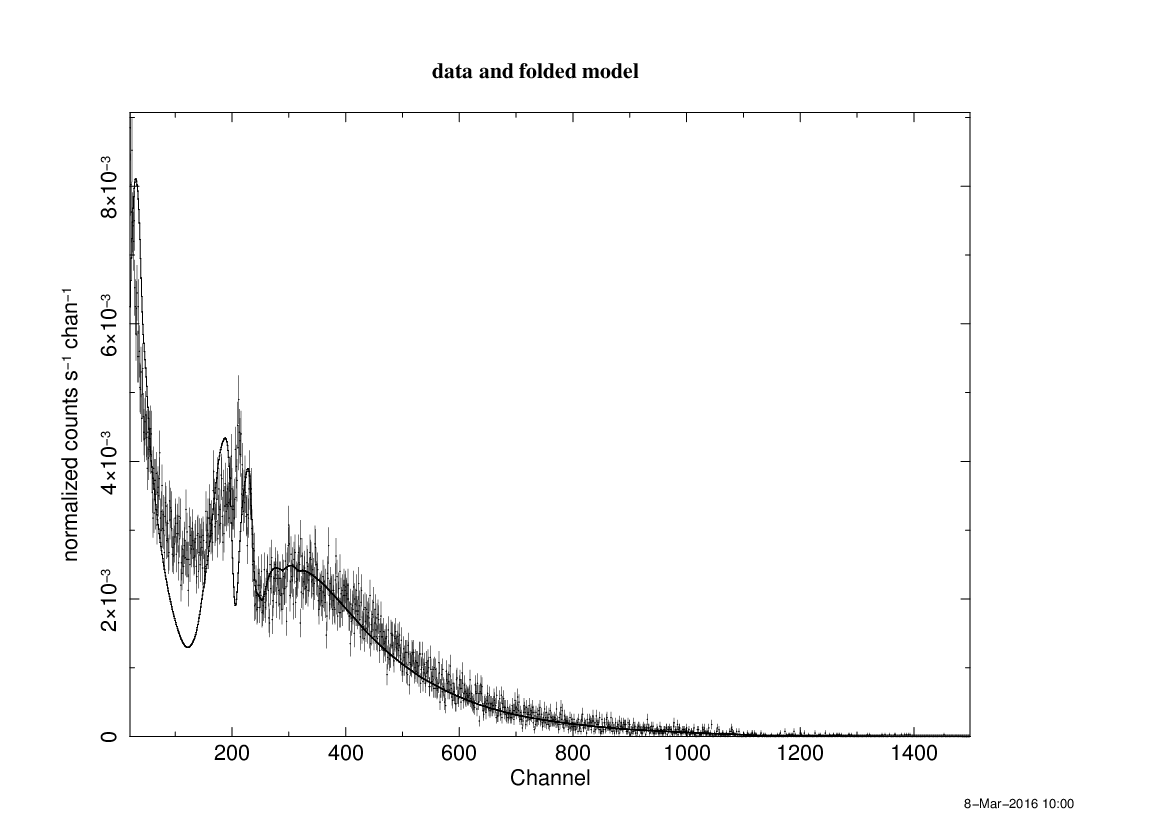 data and folded model
normalized counts s⁻¹ chan⁻¹
8×10⁻³
6×10⁻³
4×10⁻³
2×10⁻³
0
200 400 600 800 1000 1200 1400
Channel
8−Mar−2016 10:00